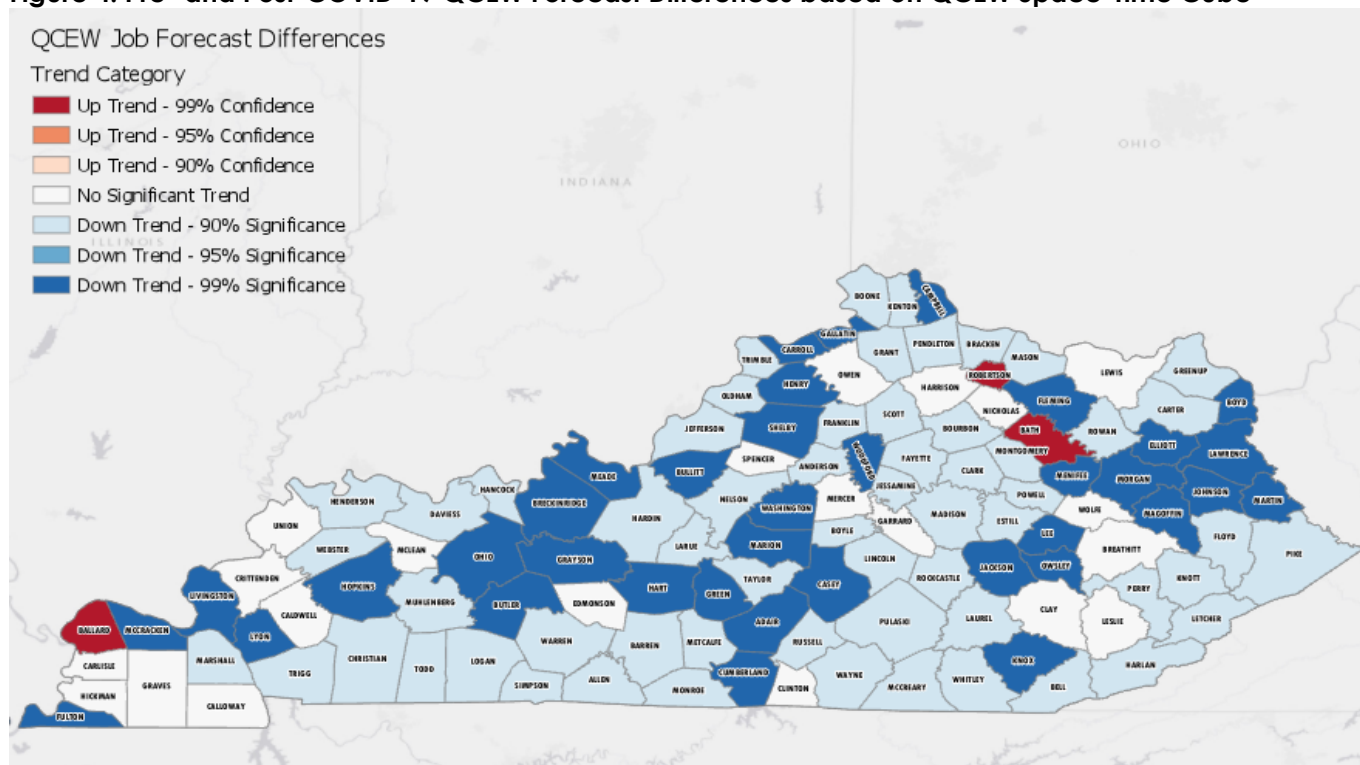 QCEW Job Forecast Differences
Trend Category
Up Trend - 99% Confidence
Up Trend - 95% Confidence
Up Trend - 90% Confidence
No Significant Trend
Down Trend - 90% Significance
Down Trend - 95% Significance
Down Trend - 99% Significance
ILLINOIS
INDIANA
OHIO
BOONE
KENTON
CAMPBELL
GALLATIN
CARROLL
TRIMBLE
GRANT
PENDLETON
BRACKEN
MASON
ROBERTSON
LEWIS
GREENUP
HENRY
OWEN
HARRISON
NICHOLAS
FLEMING
CARTER
BOYD
OLDHAM
SHELBY
FRANKLIN
SCOTT
BOURBON
BATH
ROWAN
ELLIOTT
LAWRENCE
JEFFERSON
SPENCER
ANDERSON
WOODFORD
FAYETTE
CLARK
MONTGOMERY
MENIFEE
MORGAN
JOHNSON
MARTIN
BULLITT
NELSON
WASHINGTON
MERCER
JESSAMINE
GARRARD
MADISON
ESTILL
POWELL
WOLFE
MAGOFFIN
FLOYD
PIKE
MEADE
BRECKINRIDGE
HARDIN
LARUE
MARION
BOYLE
LINCOLN
ROCKCASTLE
JACKSON
LEE
OWSLEY
BREATHITT
KNOTT
PERRY
HANCOCK
HENDERSON
DAVIESS
UNION
WEBSTER
MCLEAN
OHIO
GRAYSON
HART
GREEN
TAYLOR
CASEY
PULASKI
LAUREL
CLAY
LESLIE
LETCHER
CRITTENDEN
HOPKINS
MUHLENBERG
BUTLER
EDMONSON
ADAIR
RUSSELL
LIVINGSTON
CALDWELL
LYON
BALLARD
MCCRACKEN
CARLISLE
MARSHALL
GRAVES
HICKMAN
FULTON
CALLOWAY
TRIGG
CHRISTIAN
TODD
LOGAN
WARREN
SIMPSON
ALLEN
BARREN
METCALFE
MONROE
CUMBERLAND
CLINTON
WAYNE
MCCREARY
WHITLEY
KNOX
BELL
HARLAN